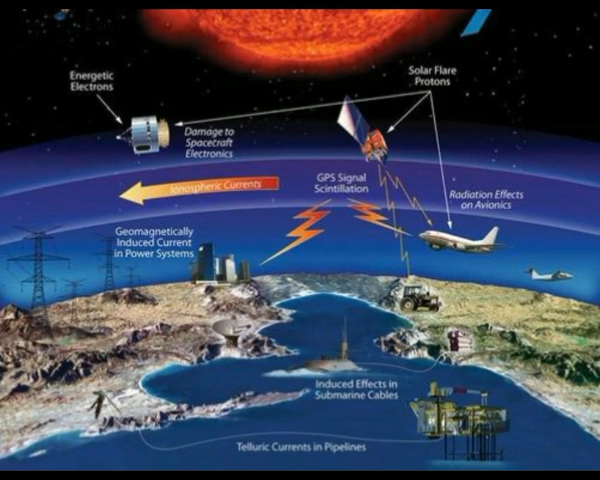 Energetic
Electrons
Solar Flare
Protons
Damage to
Spacecraft
Electronics
GPS Signal
Scintillation
Ionospheric Currents
Radiation Effects
on Avionics
Geomagnetically
Induced Current
in Power Systems
Induced Effects in
Submarine Cables
Telluric Currents in Pipelines